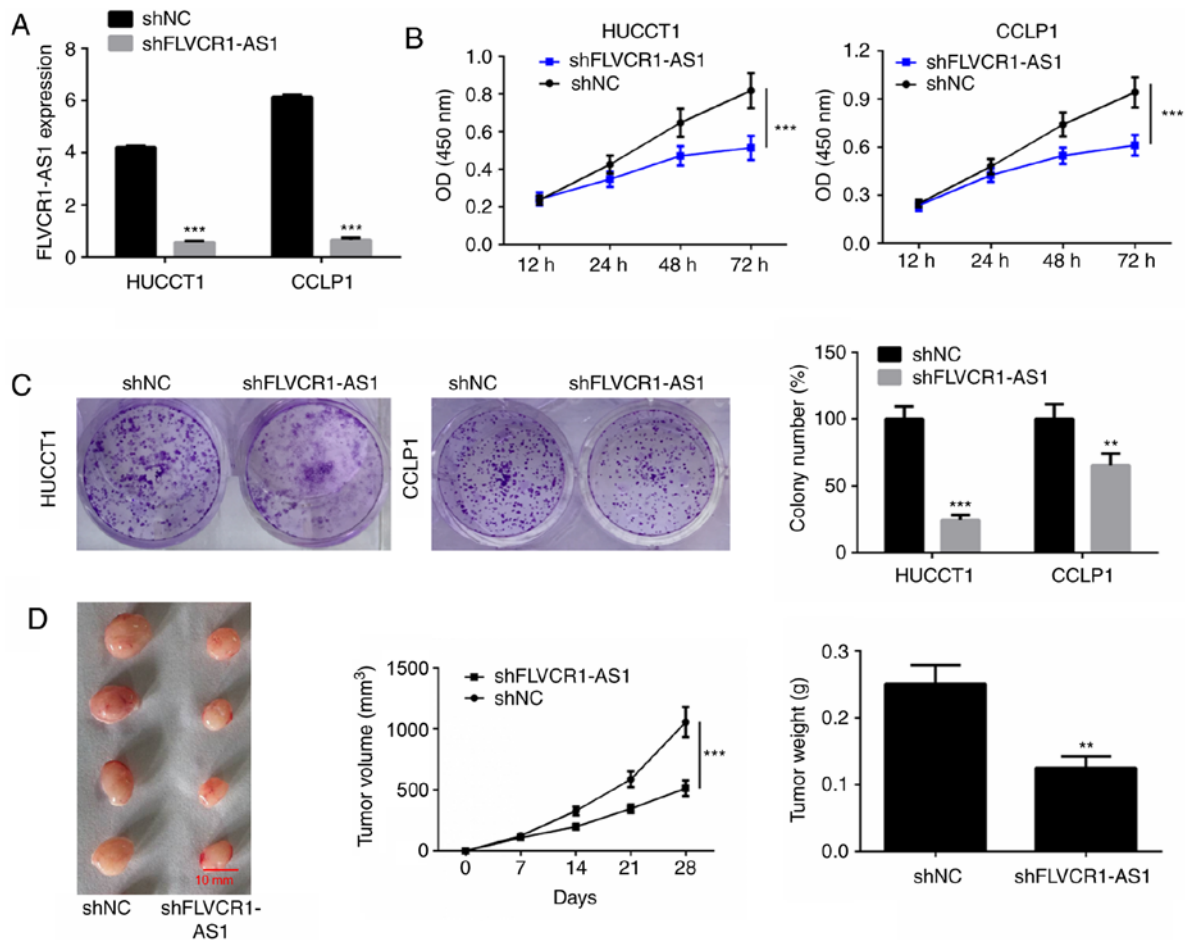 A
shNC
shFLVCR1-AS1
FLVCR1-AS1 expression
8
6
4
2
0
***
***
HUCCT1
CCLP1
B
HUCCT1
shFLVCR1-AS1
shNC
OD (450 nm)
1.0
0.8
0.6
0.4
0.2
0.0
***
12 h
24 h
48 h
72 h
CCLP1
shFLVCR1-AS1
shNC
OD (450 nm)
1.2
0.9
0.6
0.3
0.0
***
12 h
24 h
48 h
72 h
C
shNC
shFLVCR1-AS1
HUCCT1
shNC
shFLVCR1-AS1
CCLP1
shNC
shFLVCR1-AS1
Colony number (%)
150
100
50
0
***
**
HUCCT1
CCLP1
D
10 mm
shNC
shFLVCR1-
AS1
shFLVCR1-AS1
shNC
Tumor volume (mm³)
1500
1000
500
0
***
0
7
14
21
28
Days
Tumor weight (g)
0.3
0.2
0.1
0.0
**
shNC
shFLVCR1-AS1